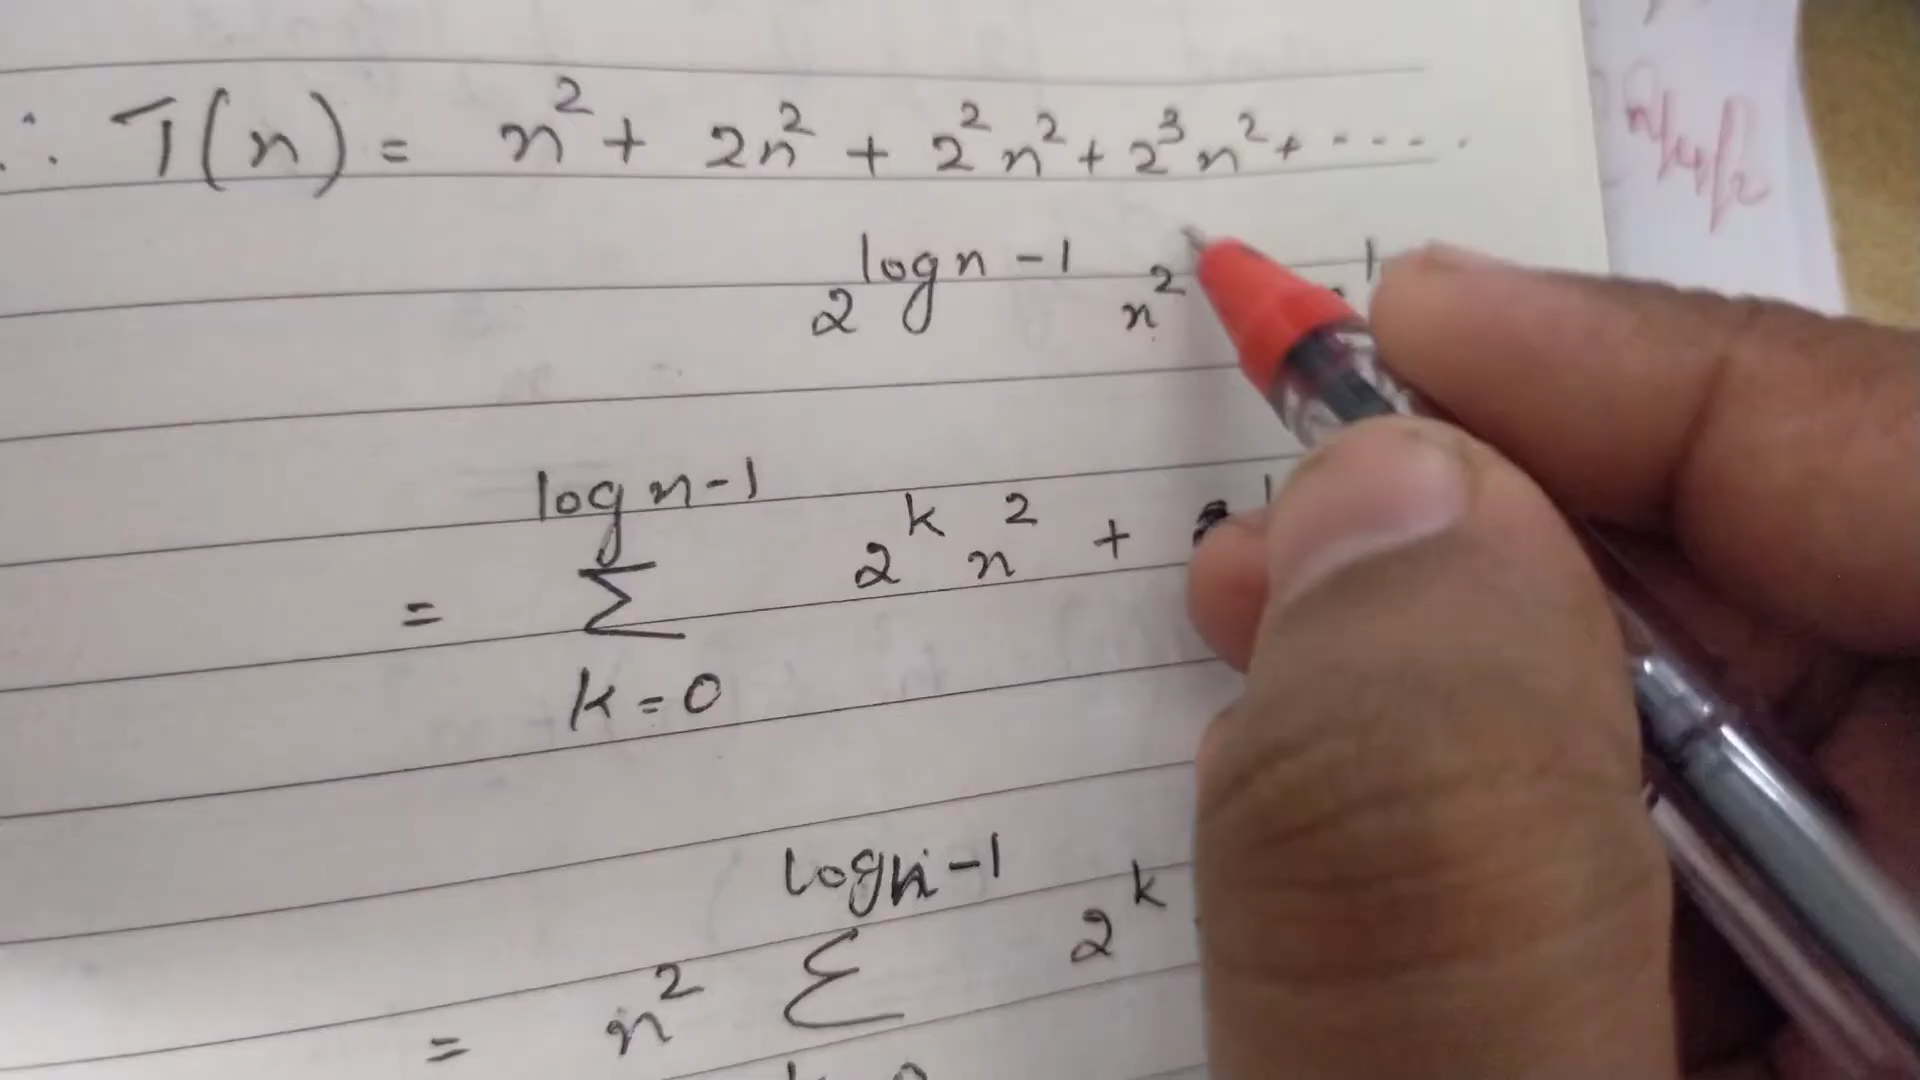 ∴ T(n) = n² + 2n² + 2²n² + 2³n² + ·····
2^(log n - 1) n²
= Σ_{k=0}^{log n - 1} 2^k n² +
= n² Σ^{log n - 1} 2^k